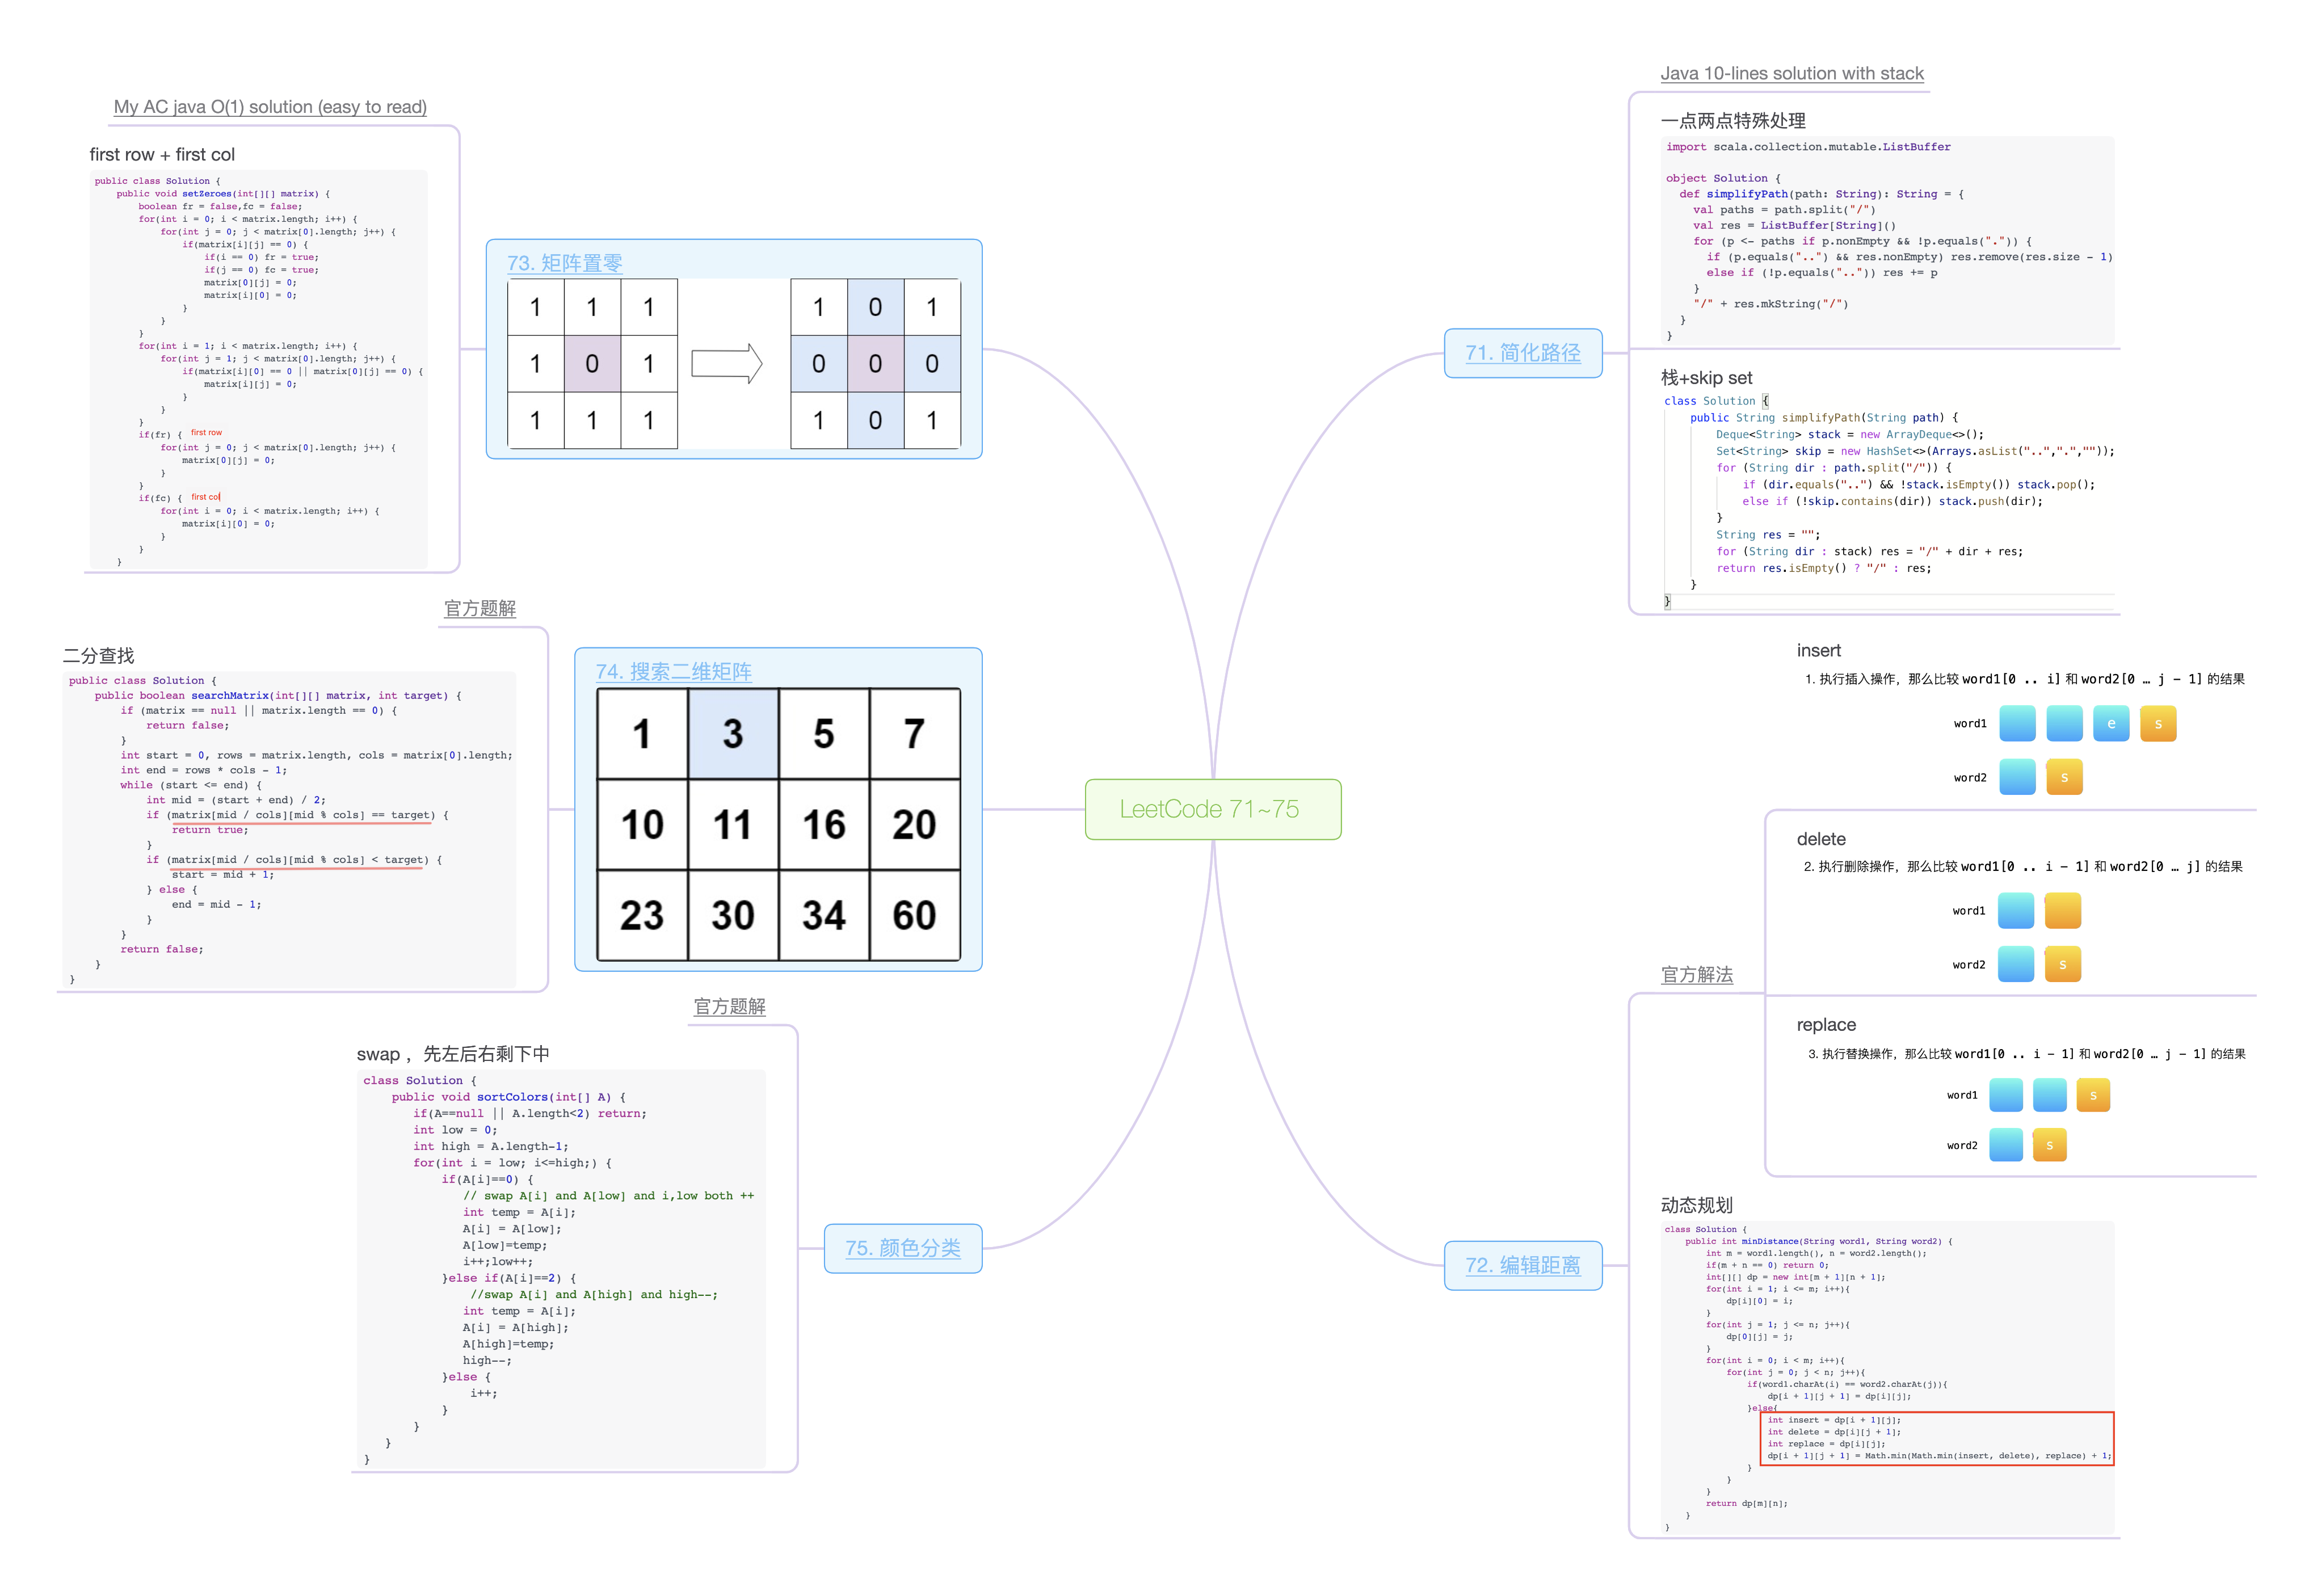 LeetCode 71~75
71. 简化路径
Java 10-lines solution with stack
一点两点特殊处理
import scala.collection.mutable.ListBuffer
object Solution {
def simplifyPath(path: String): String = {
val paths = path.split("/")
val res = ListBuffer[String]()
for (p <- paths if p.nonEmpty && !p.equals(".")) {
if (p.equals("..") && res.nonEmpty) res.remove(res.size - 1)
else if (!p.equals("..")) res += p
}
"/" + res.mkString("/")
}
}
栈+skip set
class Solution {
public String simplifyPath(String path) {
Deque<String> stack = new ArrayDeque<>();
Set<String> skip = new HashSet<>(Arrays.asList("..",".",""));
for (String dir : path.split("/")) {
if (dir.equals("..") && !stack.isEmpty()) stack.pop();
else if (!skip.contains(dir)) stack.push(dir);
}
String res = "";
for (String dir : stack) res = "/" + dir + res;
return res.isEmpty() ? "/" : res;
}
}
72. 编辑距离
官方解法
insert
1. 执行插入操作，那么比较 word1[0 .. i] 和 word2[0 … j - 1] 的结果
word1 e s
word2 s
delete
2. 执行删除操作，那么比较 word1[0 .. i - 1] 和 word2[0 … j] 的结果
word1
word2 s
replace
3. 执行替换操作，那么比较 word1[0 .. i - 1] 和 word2[0 … j - 1] 的结果
word1 s
word2 s
动态规划
class Solution {
public int minDistance(String word1, String word2) {
int m = word1.length(), n = word2.length();
if(m + n == 0) return 0;
int[][] dp = new int[m + 1][n + 1];
for(int i = 1; i <= m; i++){
dp[i][0] = i;
}
for(int j = 1; j <= n; j++){
dp[0][j] = j;
}
for(int i = 0; i < m; i++){
for(int j = 0; j < n; j++){
if(word1.charAt(i) == word2.charAt(j)){
dp[i + 1][j + 1] = dp[i][j];
}else{
int insert = dp[i + 1][j];
int delete = dp[i][j + 1];
int replace = dp[i][j];
dp[i + 1][j + 1] = Math.min(Math.min(insert, delete), replace) + 1;
}
}
}
return dp[m][n];
}
}
73. 矩阵置零
1 1 1 1 0 1
1 0 1 0 0 0
1 1 1 1 0 1
My AC java O(1) solution (easy to read)
first row + first col
public class Solution {
public void setZeroes(int[][] matrix) {
boolean fr = false,fc = false;
for(int i = 0; i < matrix.length; i++) {
for(int j = 0; j < matrix[0].length; j++) {
if(matrix[i][j] == 0) {
if(i == 0) fr = true;
if(j == 0) fc = true;
matrix[0][j] = 0;
matrix[i][0] = 0;
}
}
}
for(int i = 1; i < matrix.length; i++) {
for(int j = 1; j < matrix[0].length; j++) {
if(matrix[i][0] == 0 || matrix[0][j] == 0) {
matrix[i][j] = 0;
}
}
}
if(fr) { first row
for(int j = 0; j < matrix[0].length; j++) {
matrix[0][j] = 0;
}
}
if(fc) { first col
for(int i = 0; i < matrix.length; i++) {
matrix[i][0] = 0;
}
}
}
74. 搜索二维矩阵
1 3 5 7
10 11 16 20
23 30 34 60
官方题解
二分查找
public class Solution {
public boolean searchMatrix(int[][] matrix, int target) {
if (matrix == null || matrix.length == 0) {
return false;
}
int start = 0, rows = matrix.length, cols = matrix[0].length;
int end = rows * cols - 1;
while (start <= end) {
int mid = (start + end) / 2;
if (matrix[mid / cols][mid % cols] == target) {
return true;
}
if (matrix[mid / cols][mid % cols] < target) {
start = mid + 1;
} else {
end = mid - 1;
}
}
return false;
}
}
75. 颜色分类
官方题解
swap ，先左后右剩下中
class Solution {
public void sortColors(int[] A) {
if(A==null || A.length<2) return;
int low = 0;
int high = A.length-1;
for(int i = low; i<=high;) {
if(A[i]==0) {
// swap A[i] and A[low] and i,low both ++
int temp = A[i];
A[i] = A[low];
A[low]=temp;
i++;low++;
}else if(A[i]==2) {
//swap A[i] and A[high] and high--;
int temp = A[i];
A[i] = A[high];
A[high]=temp;
high--;
}else {
i++;
}
}
}
}